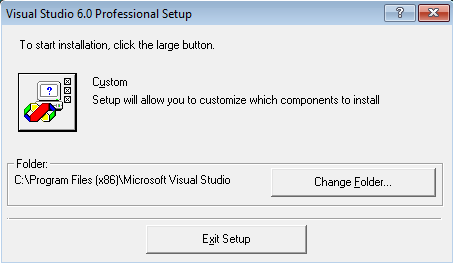 Visual Studio 6.0 Professional Setup
To start installation, click the large button.
Custom
Setup will allow you to customize which components to install
Folder:
C:\Program Files (x86)\Microsoft Visual Studio
Change Folder...
Exit Setup